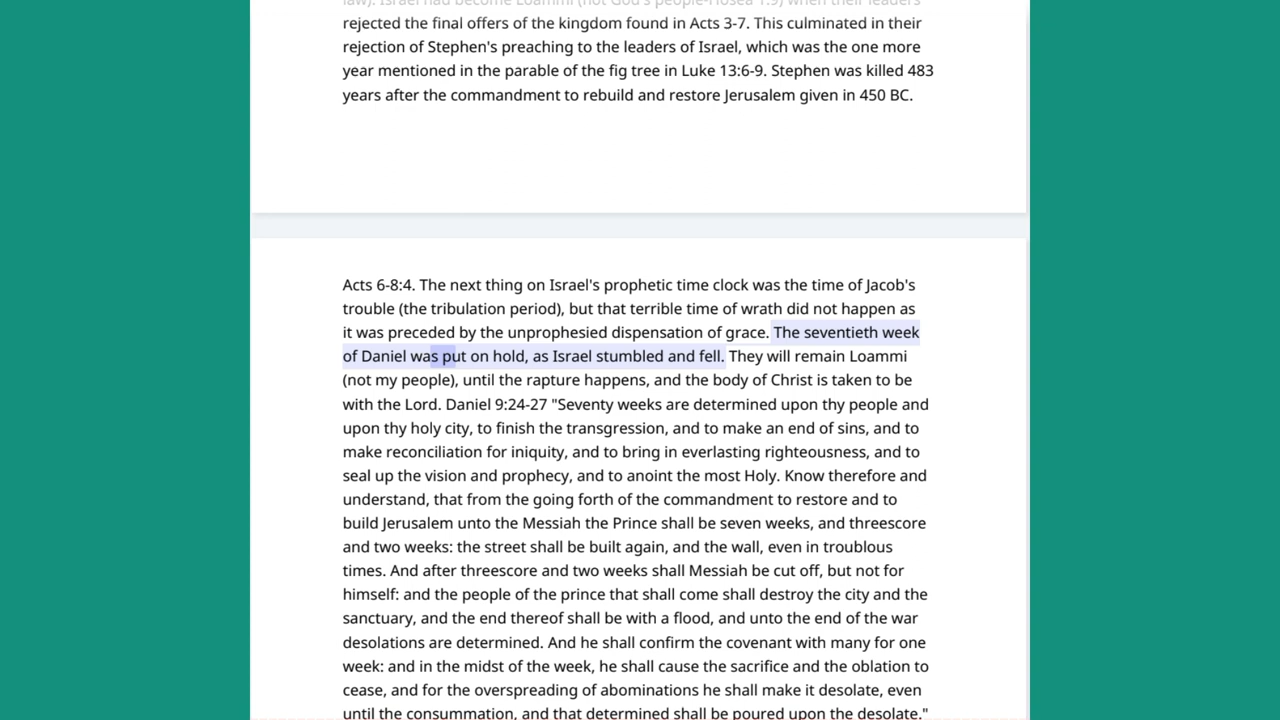 law). Israel had become Loammi (not God's people-Hosea 1:9) when their leaders
rejected the final offers of the kingdom found in Acts 3-7. This culminated in their
rejection of Stephen's preaching to the leaders of Israel, which was the one more
year mentioned in the parable of the fig tree in Luke 13:6-9. Stephen was killed 483
years after the commandment to rebuild and restore Jerusalem given in 450 BC.
Acts 6-8:4. The next thing on Israel's prophetic time clock was the time of Jacob's
trouble (the tribulation period), but that terrible time of wrath did not happen as
it was preceded by the unprophesied dispensation of grace. The seventieth week
of Daniel was put on hold, as Israel stumbled and fell. They will remain Loammi
(not my people), until the rapture happens, and the body of Christ is taken to be
with the Lord. Daniel 9:24-27 "Seventy weeks are determined upon thy people and
upon thy holy city, to finish the transgression, and to make an end of sins, and to
make reconciliation for iniquity, and to bring in everlasting righteousness, and to
seal up the vision and prophecy, and to anoint the most Holy. Know therefore and
understand, that from the going forth of the commandment to restore and to
build Jerusalem unto the Messiah the Prince shall be seven weeks, and threescore
and two weeks: the street shall be built again, and the wall, even in troublous
times. And after threescore and two weeks shall Messiah be cut off, but not for
himself: and the people of the prince that shall come shall destroy the city and the
sanctuary, and the end thereof shall be with a flood, and unto the end of the war
desolations are determined. And he shall confirm the covenant with many for one
week: and in the midst of the week, he shall cause the sacrifice and the oblation to
cease, and for the overspreading of abominations he shall make it desolate, even
until the consummation, and that determined shall be poured upon the desolate."